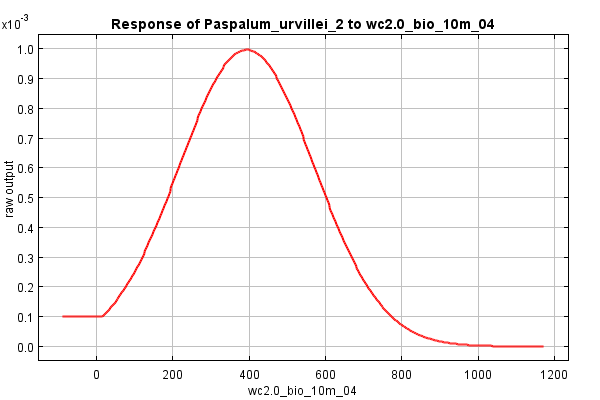 Response of Paspalum_urvillei_2 to wc2.0_bio_10m_04
x10^-3
1.0
0.9
0.8
0.7
0.6
0.5
0.4
0.3
0.2
0.1
0.0
raw output
0 200 400 600 800 1000 1200
wc2.0_bio_10m_04